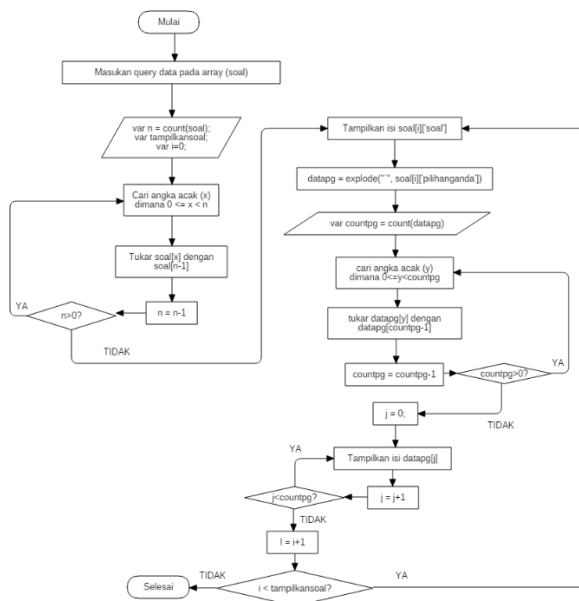 Mulai
Masukan query data pada array (soal)
var n = count(soal);
var tampilkansoal;
var i=0;
Cari angka acak (x)
dimana 0 <= x < n
Tukar soal[x] dengan
soal[n-1]
n = n-1
n>0?
YA
TIDAK
Tampilkan isi soal[i]['soal']
datapg = explode("`", soal[i]['pilihanganda'])
var countpg = count(datapg)
cari angka acak (y)
dimana 0<=y<countpg
tukar datapg[y] dengan
datapg[countpg-1]
countpg = countpg-1
countpg>0?
YA
TIDAK
j = 0;
Tampilkan isi datapg[j]
j = j+1
j<countpg?
YA
TIDAK
I = i+1
i < tampilkansoal?
YA
TIDAK
Selesai